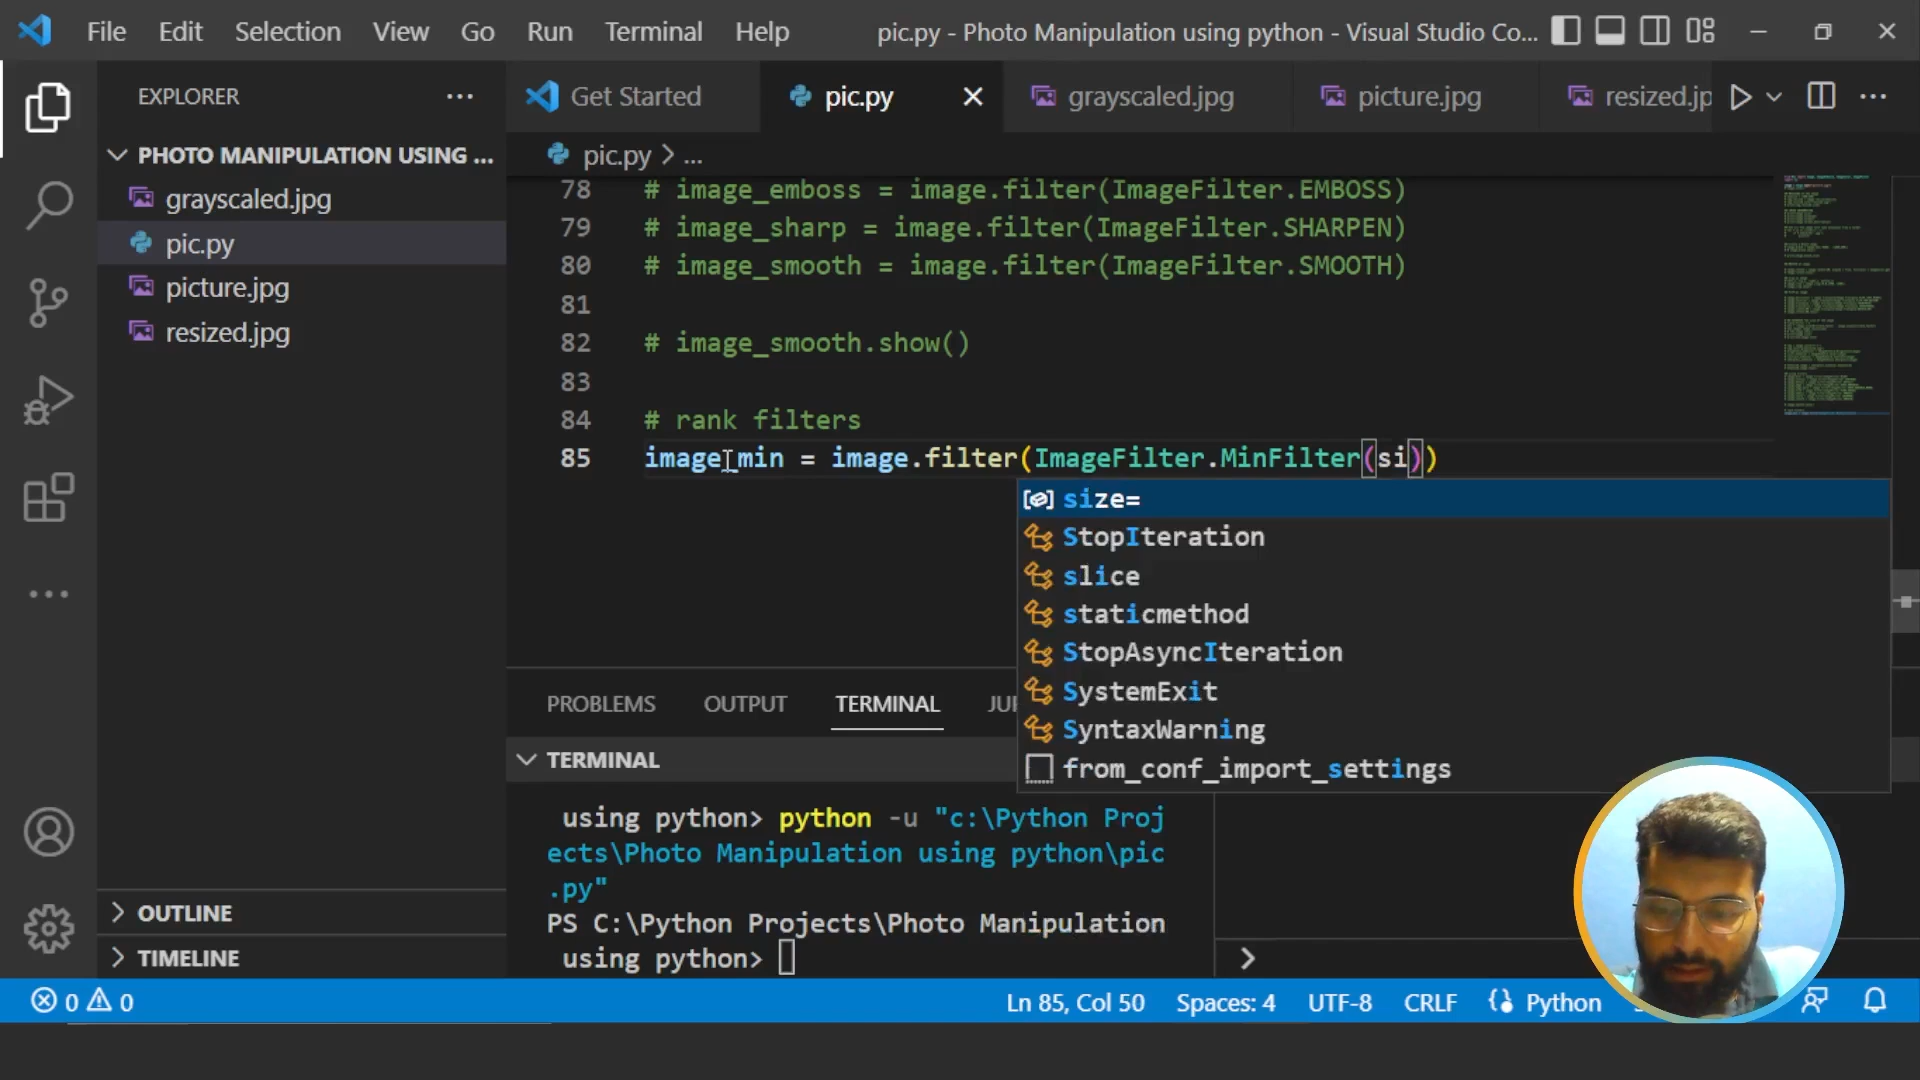 File Edit Selection View Go Run Terminal Help pic.py - Photo Manipulation using python - Visual Studio Co...
EXPLORER
Get Started
pic.py
grayscaled.jpg
picture.jpg
resized.jp
PHOTO MANIPULATION USING ...
grayscaled.jpg
pic.py
picture.jpg
resized.jpg
OUTLINE
TIMELINE
pic.py > ...
78 # image_emboss = image.filter(ImageFilter.EMBOSS)
79 # image_sharp = image.filter(ImageFilter.SHARPEN)
80 # image_smooth = image.filter(ImageFilter.SMOOTH)
81
82 # image_smooth.show()
83
84 # rank filters
85 image_min = image.filter(ImageFilter.MinFilter(si))
size=
StopIteration
slice
staticmethod
StopAsyncIteration
SystemExit
SyntaxWarning
from_conf_import_settings
PROBLEMS OUTPUT TERMINAL JUP
TERMINAL
using python> python -u "c:\Python Proj
ects\Photo Manipulation using python\pic
.py"
PS C:\Python Projects\Photo Manipulation
using python>
0 0 Ln 85, Col 50 Spaces: 4 UTF-8 CRLF Python